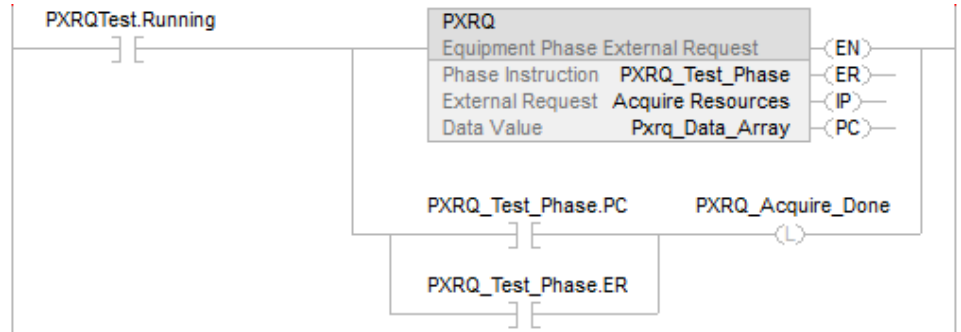 PXRQTest.Running
PXRQ
Equipment Phase External Request
EN
Phase Instruction PXRQ_Test_Phase
ER
External Request Acquire Resources
IP
Data Value Pxrq_Data_Array
PC
PXRQ_Test_Phase.PC
PXRQ_Acquire_Done
L
PXRQ_Test_Phase.ER